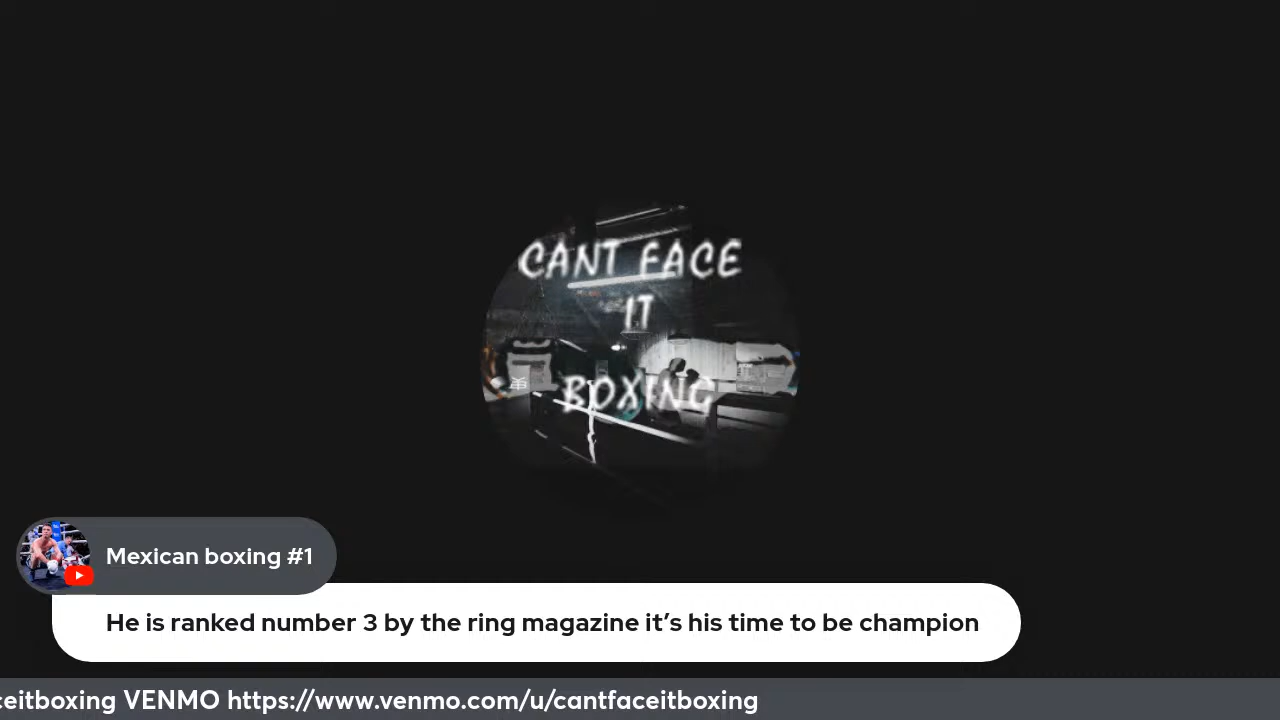 CANT FACE
IT
BOXING
Mexican boxing #1
He is ranked number 3 by the ring magazine it’s his time to be champion
ceitboxing VENMO https://www.venmo.com/u/cantfaceitboxing